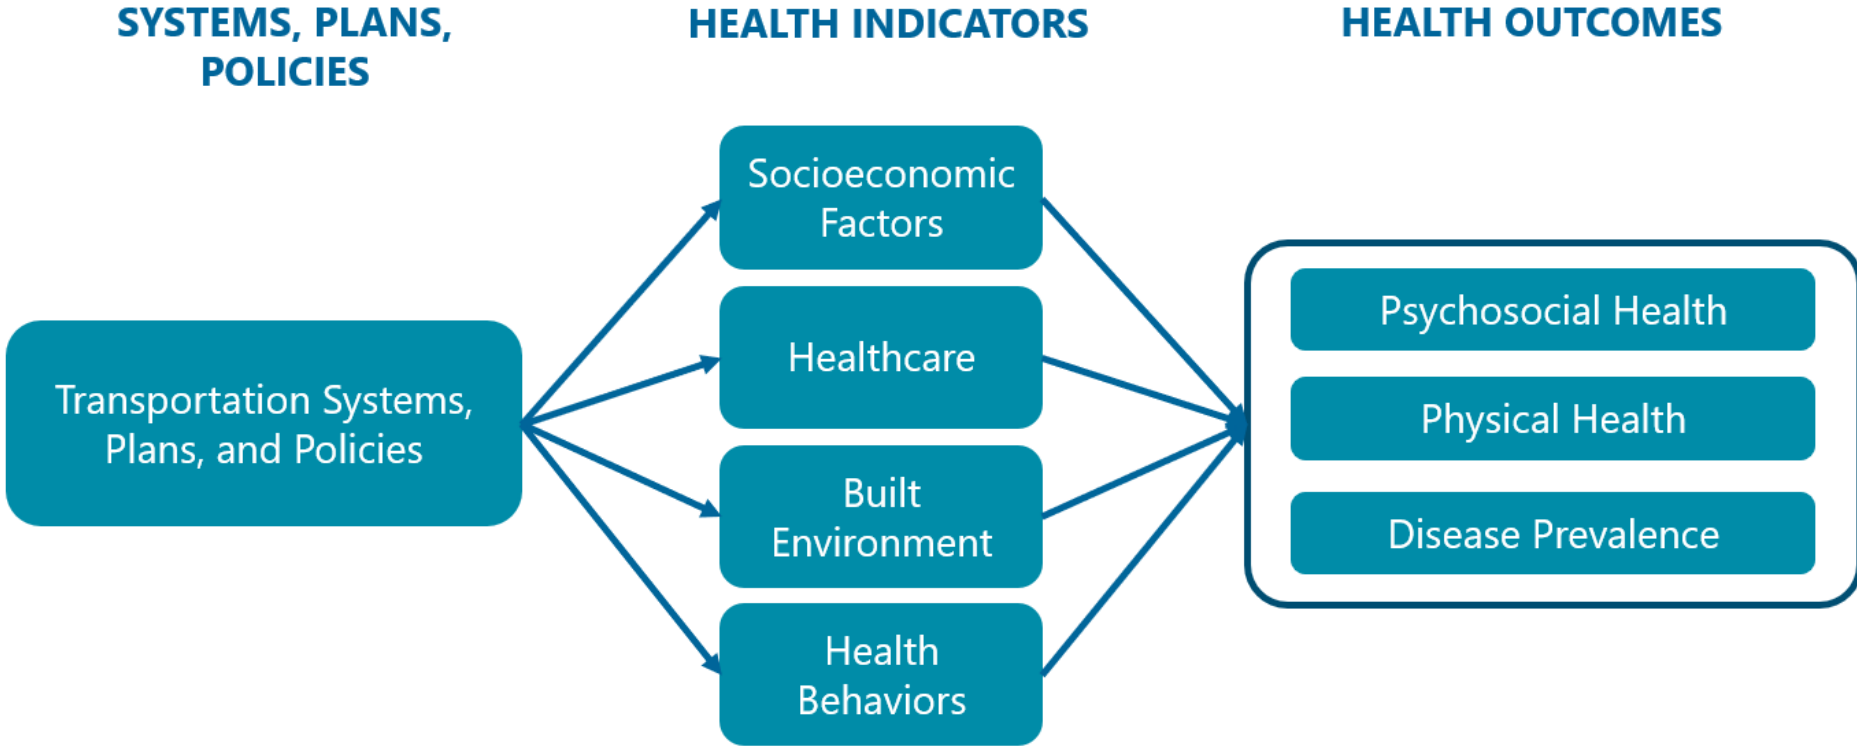 SYSTEMS, PLANS,
POLICIES
HEALTH INDICATORS
HEALTH OUTCOMES
Transportation Systems,
Plans, and Policies
Socioeconomic
Factors
Healthcare
Built
Environment
Health
Behaviors
Psychosocial Health
Physical Health
Disease Prevalence